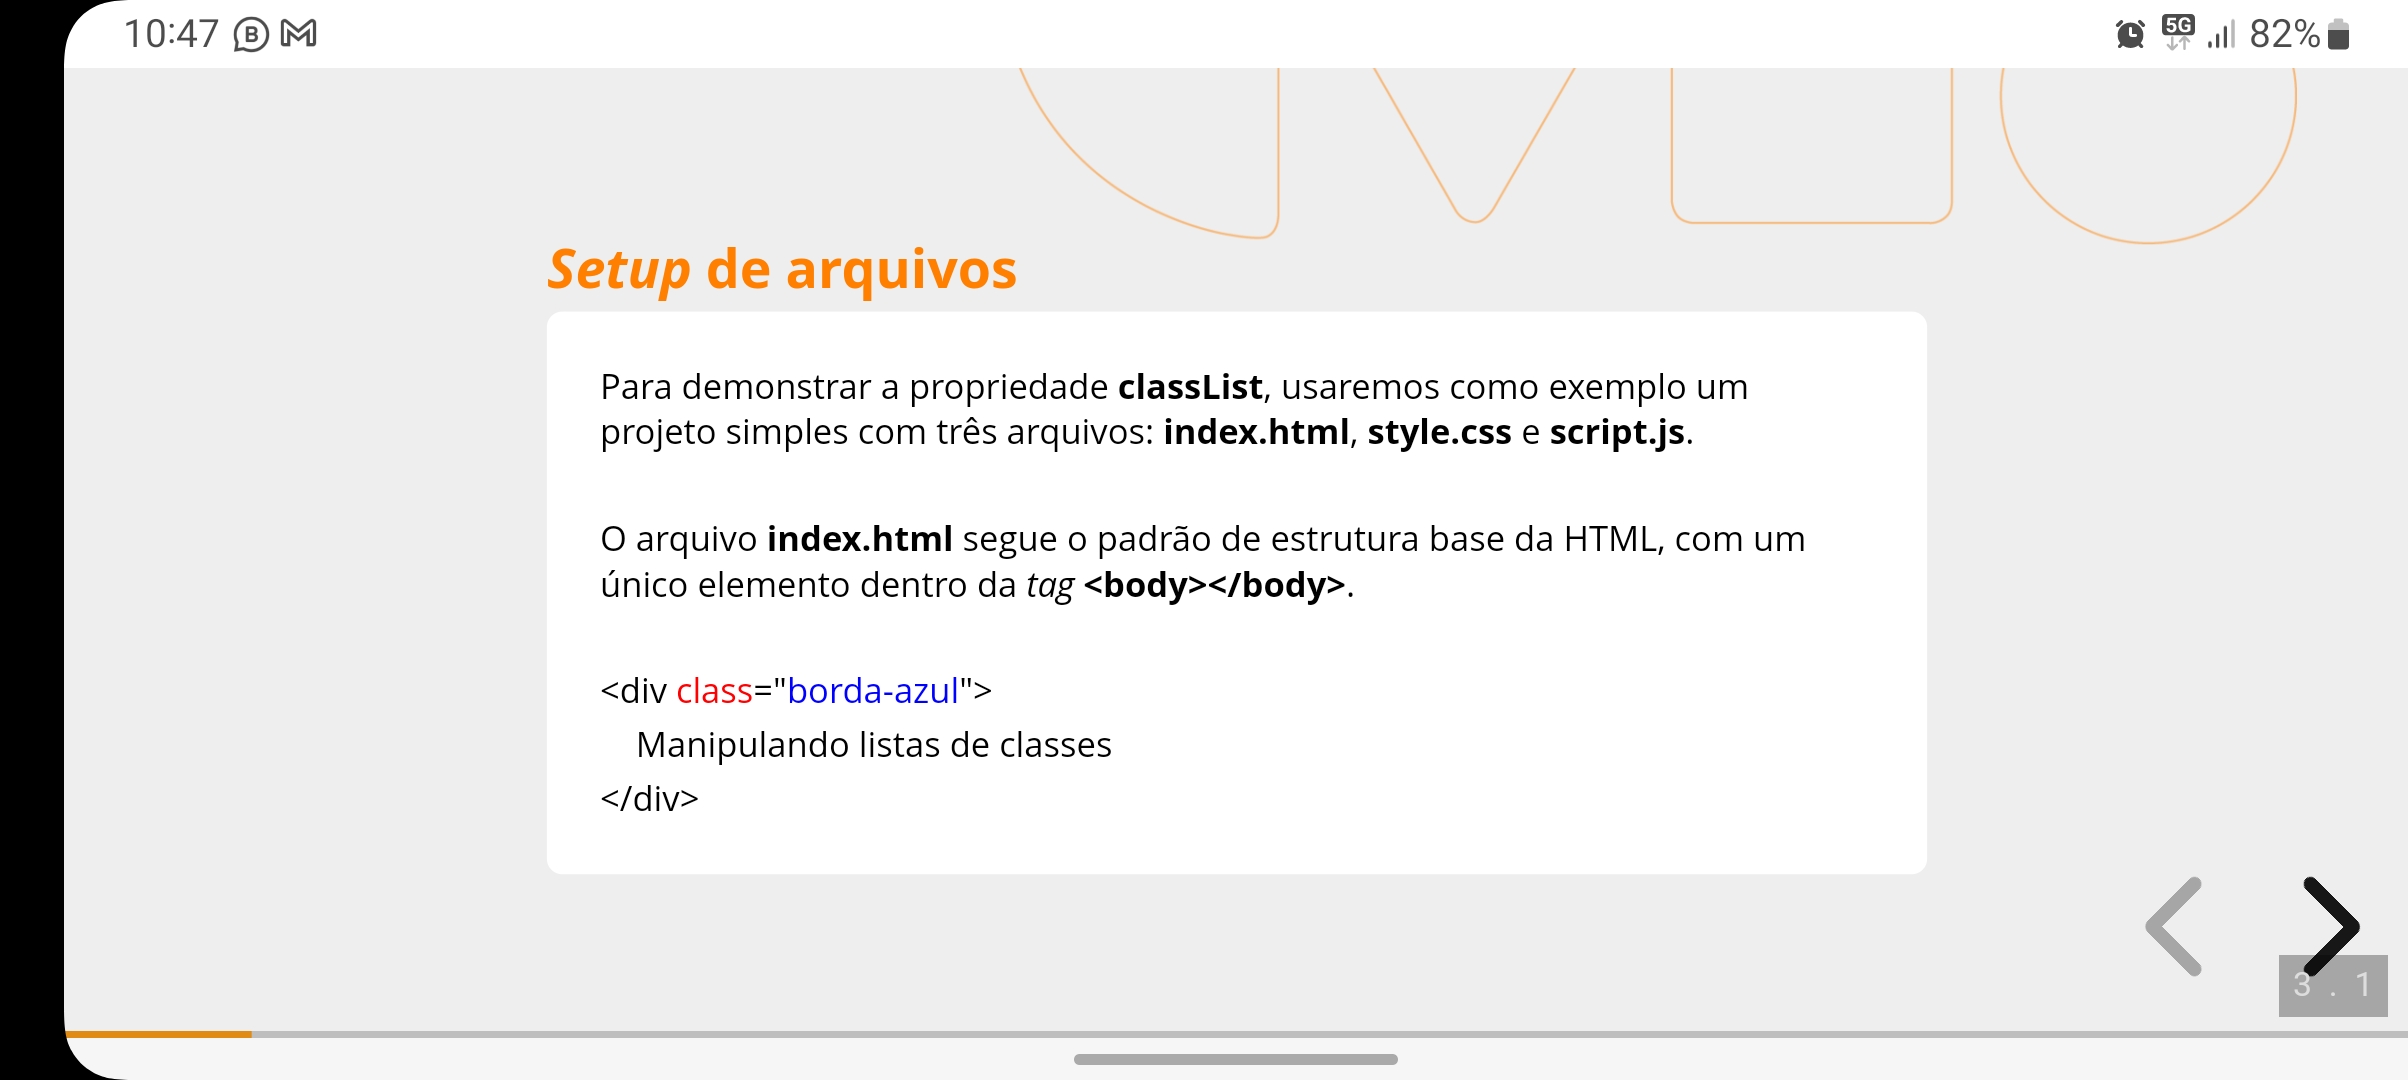 10:47
5G 82%
Setup de arquivos
Para demonstrar a propriedade classList, usaremos como exemplo um
projeto simples com três arquivos: index.html, style.css e script.js.
O arquivo index.html segue o padrão de estrutura base da HTML, com um
único elemento dentro da tag <body></body>.
<div class="borda-azul">
Manipulando listas de classes
</div>
3 . 1